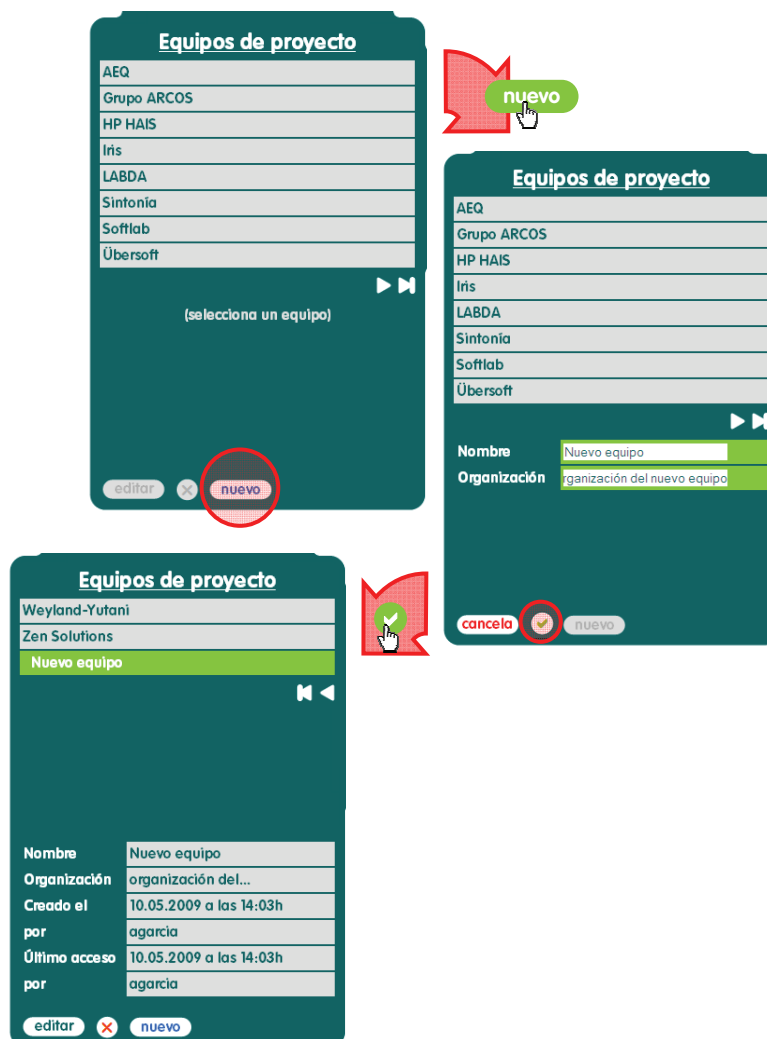 Equipos de proyecto
AEQ
Grupo ARCOS
HP HAIS
Iris
LABDA
Sintonía
Softlab
Übersoft
(selecciona un equipo)
editar nuevo
nuevo
Equipos de proyecto
AEQ
Grupo ARCOS
HP HAIS
Iris
LABDA
Sintonía
Softlab
Übersoft
Nombre Nuevo equipo
Organización rganización del nuevo equipo
cancela nuevo
Equipos de proyecto
Weyland-Yutani
Zen Solutions
Nuevo equipo
Nombre Nuevo equipo
Organización organización del...
Creado el 10.05.2009 a las 14:03h
por agarcia
Último acceso 10.05.2009 a las 14:03h
por agarcia
editar nuevo